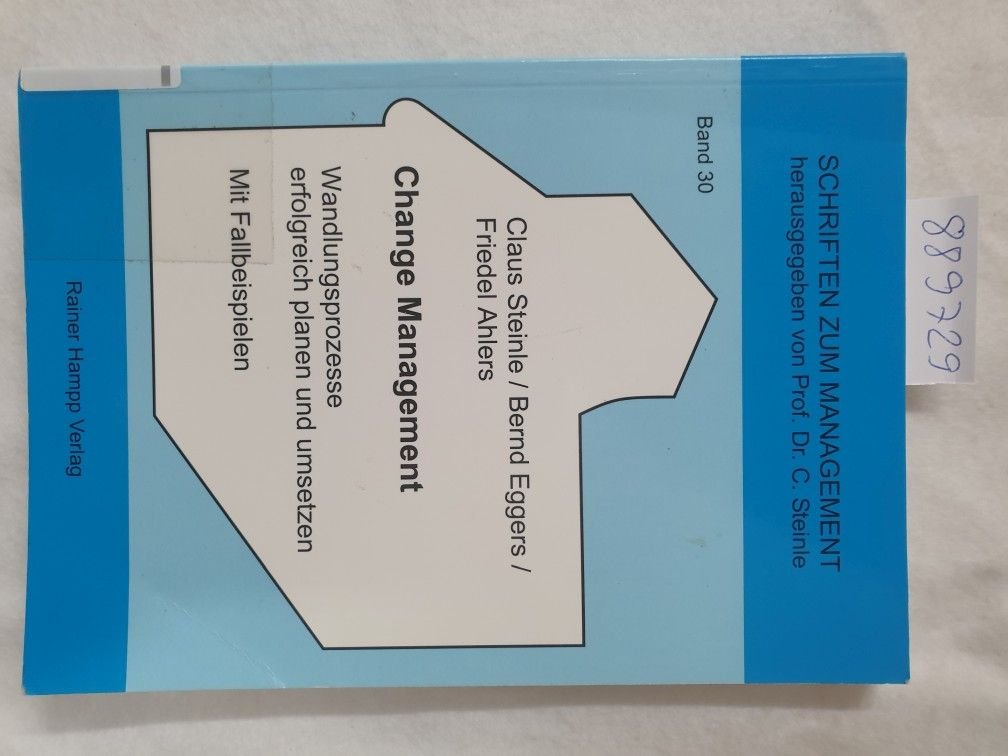 SCHRIFTEN ZUM MANAGEMENT
herausgegeben von Prof. Dr. C. Steinle
Band 30
Claus Steinle / Bernd Eggers /
Friedel Ahlers
Change Management
Wandlungsprozesse
erfolgreich planen und umsetzen
Mit Fallbeispielen
Rainer Hampp Verlag
889729